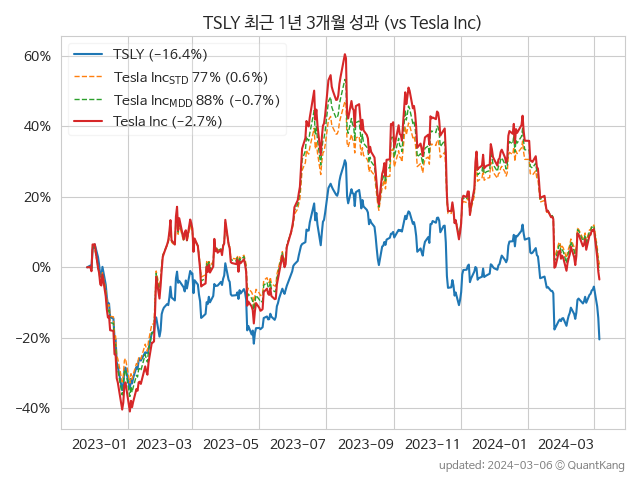 TSLY 최근 1년 3개월 성과 (vs Tesla Inc)
TSLY (−16.4%)
Tesla IncSTD 77% (0.6%)
Tesla IncMDD 88% (−0.7%)
Tesla Inc (−2.7%)
60%
40%
20%
0%
−20%
−40%
2023-01 2023-03 2023-05 2023-07 2023-09 2023-11 2024-01 2024-03
updated: 2024-03-06 ⓒ QuantKang